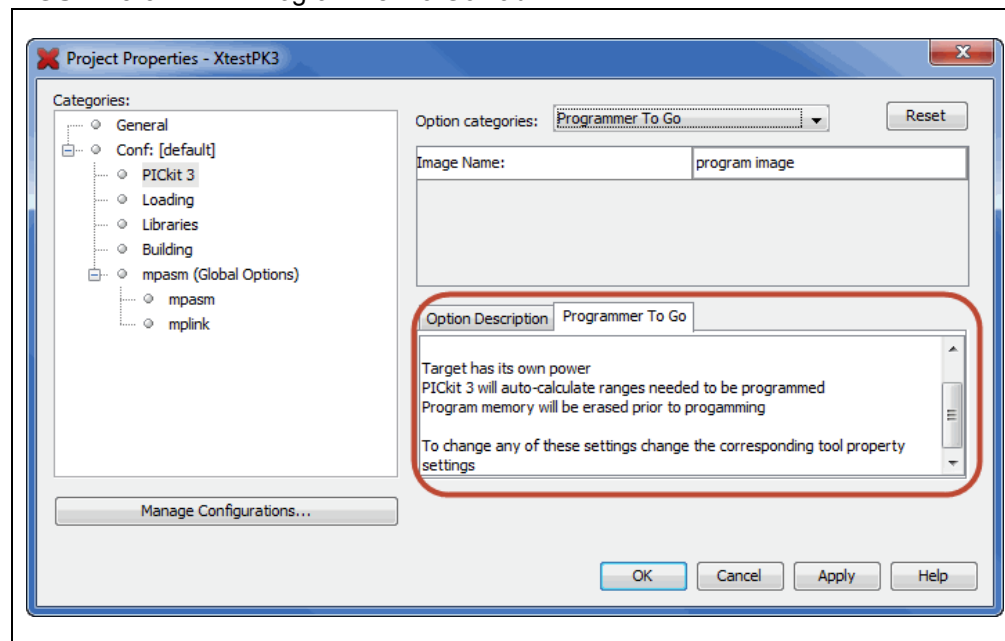 Project Properties - XtestPK3
Categories:
General
Conf: [default]
PICkit 3
Loading
Libraries
Building
mpasm (Global Options)
mpasm
mplink
Manage Configurations...
Option categories: Programmer To Go Reset
Image Name: program image
Option Description Programmer To Go
Target has its own power
PICkit 3 will auto-calculate ranges needed to be programmed
Program memory will be erased prior to progamming
To change any of these settings change the corresponding tool property
settings
OK Cancel Apply Help